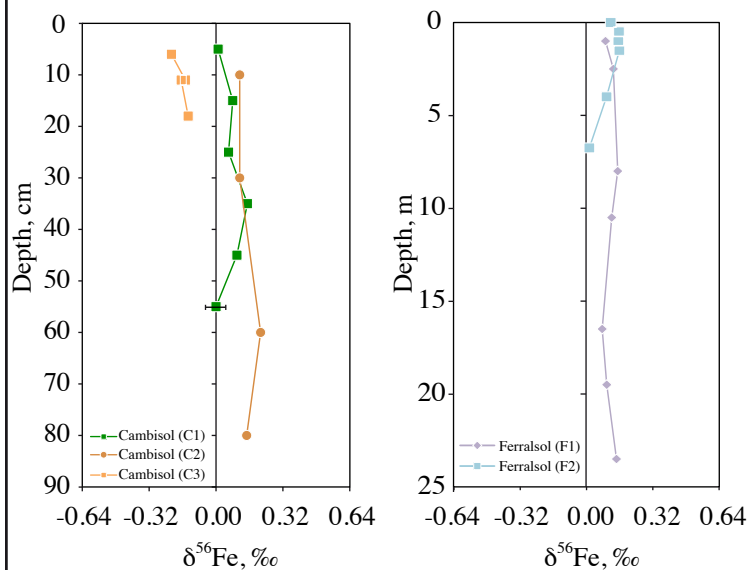 0
10
20
30
40
50
60
70
80
90
Depth, cm
Cambisol (C1)
Cambisol (C2)
Cambisol (C3)
-0.64 -0.32 0.00 0.32 0.64
δ⁵⁶Fe, ‰
0
5
10
15
20
25
Depth, m
Ferralsol (F1)
Ferralsol (F2)
-0.64 -0.32 0.00 0.32 0.64
δ⁵⁶Fe, ‰